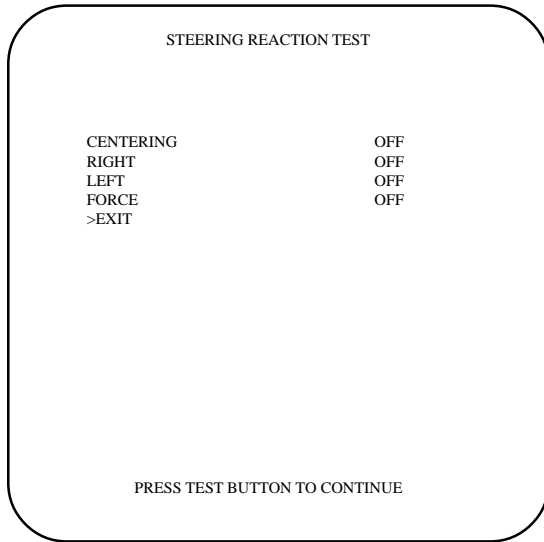 STEERING REACTION TEST
CENTERING OFF
RIGHT OFF
LEFT OFF
FORCE OFF
>EXIT
PRESS TEST BUTTON TO CONTINUE